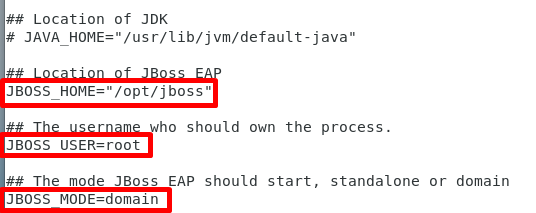 ## Location of JDK
# JAVA_HOME="/usr/lib/jvm/default-java"
## Location of JBoss EAP
JBOSS_HOME="/opt/jboss"
## The username who should own the process.
JBOSS_USER=root
## The mode JBoss EAP should start, standalone or domain
JBOSS_MODE=domain